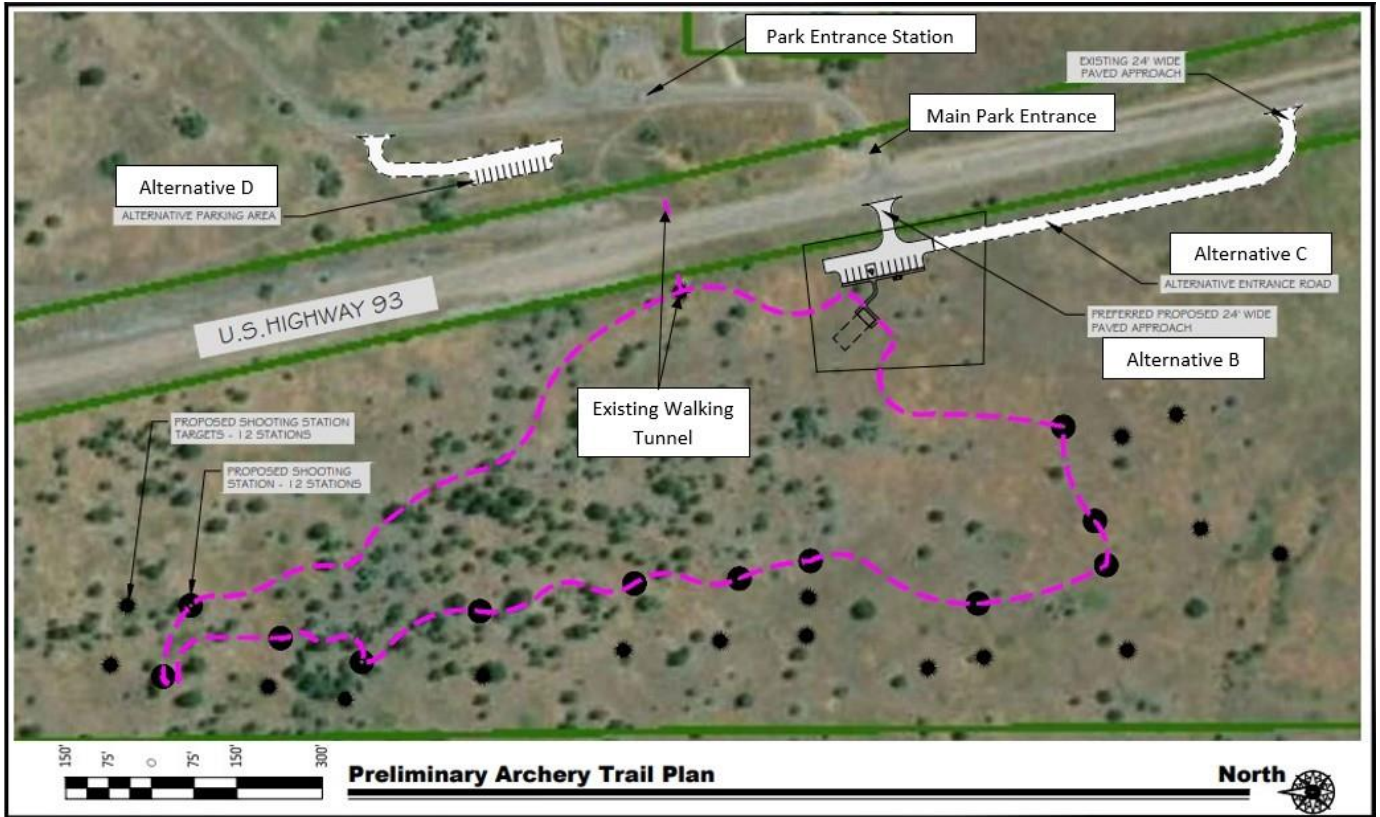 Park Entrance Station
EXISTING 24' WIDE
PAVED APPROACH
Main Park Entrance
Alternative D
ALTERNATIVE PARKING AREA
Alternative C
ALTERNATIVE ENTRANCE ROAD
U.S.HIGHWAY 93
PREFERRED PROPOSED 24' WIDE
PAVED APPROACH
Alternative B
Existing Walking
Tunnel
PROPOSED SHOOTING STATION
TARGETS - 12 STATIONS
PROPOSED SHOOTING
STATION - 12 STATIONS
150' 75' 0 75' 150' 300'
Preliminary Archery Trail Plan
North